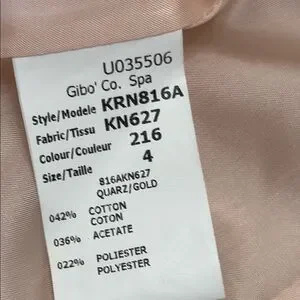 U035506
Gibo' Co. Spa
Style/Modele KRN816A
Fabric/Tissu KN627
Colour/Couleur 216
Size/Taille 4
816AKN627
QUARZ/GOLD
042% COTTON
COTON
036% ACETATE
022% POLIESTER
POLYESTER